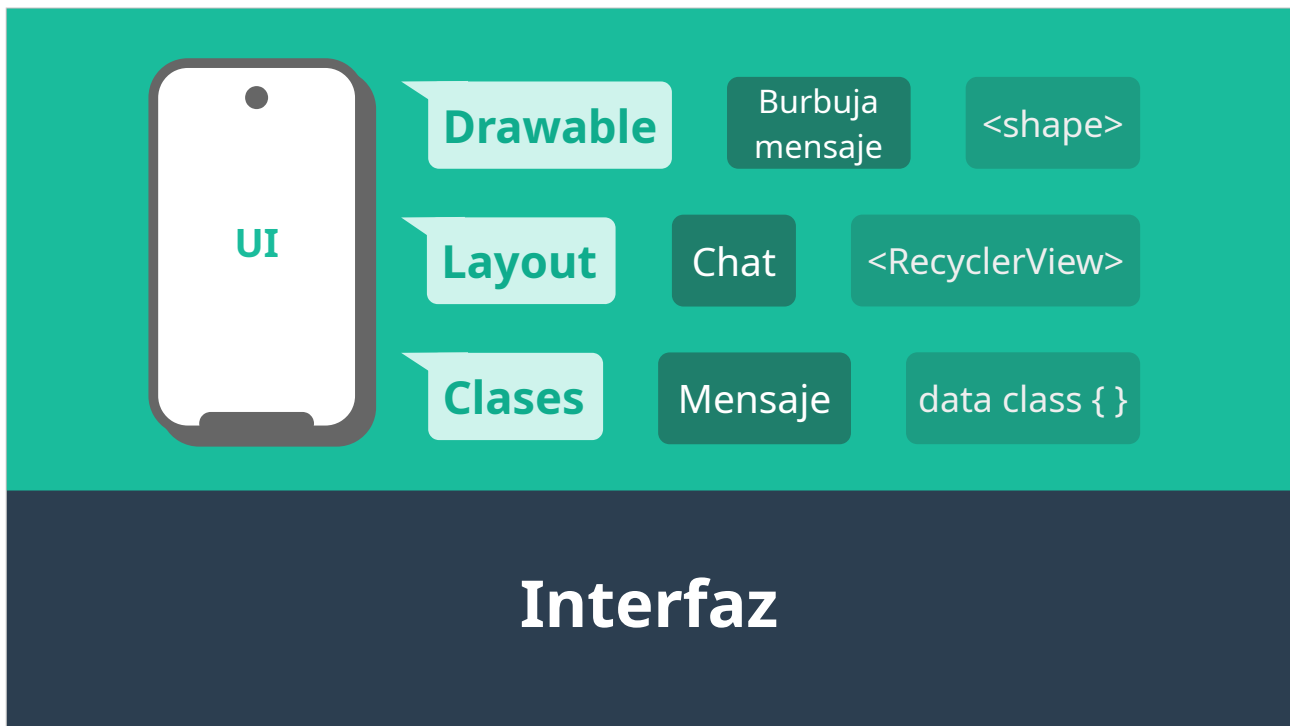 UI
Drawable
Burbuja
mensaje
<shape>
Layout
Chat
<RecyclerView>
Clases
Mensaje
data class { }
Interfaz